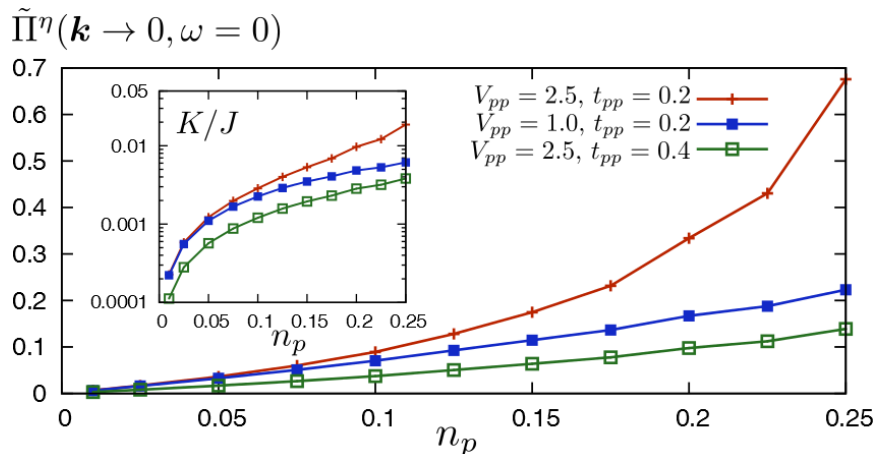 Π̃^η(k → 0, ω = 0)
0.7
0.6
0.5
0.4
0.3
0.2
0.1
0
0 0.05 0.1 0.15 0.2 0.25
n_p
V_pp = 2.5, t_pp = 0.2
V_pp = 1.0, t_pp = 0.2
V_pp = 2.5, t_pp = 0.4
K/J
0.05
0.01
0.001
0.0001
0.05 0.1 0.15 0.2 0.25
n_p